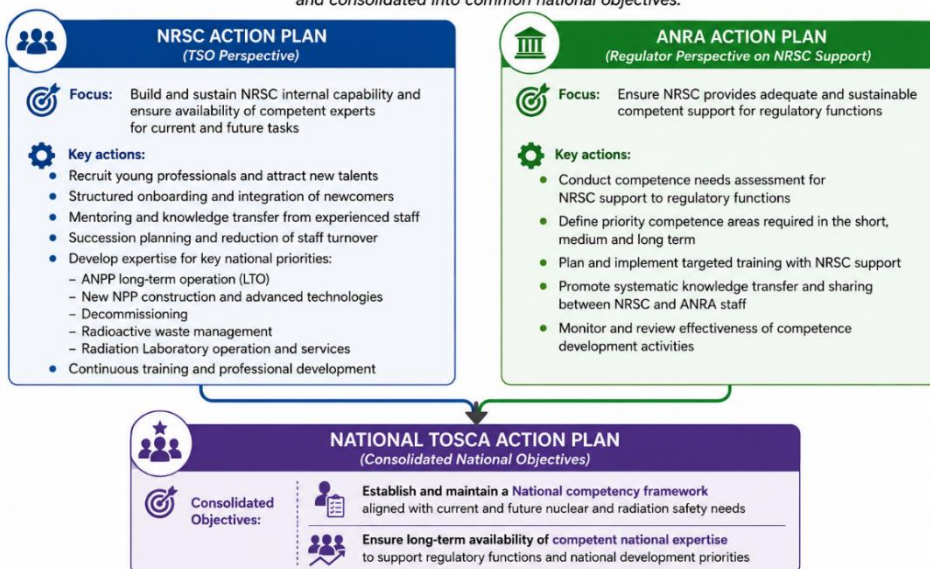 and consolidated into common national objectives.
NRSC ACTION PLAN
(TSO Perspective)
Focus: Build and sustain NRSC internal capability and
ensure availability of competent experts
for current and future tasks
Key actions:
• Recruit young professionals and attract new talents
• Structured onboarding and integration of newcomers
• Mentoring and knowledge transfer from experienced staff
• Succession planning and reduction of staff turnover
• Develop expertise for key national priorities:
– ANPP long-term operation (LTO)
– New NPP construction and advanced technologies
– Decommissioning
– Radioactive waste management
– Radiation Laboratory operation and services
• Continuous training and professional development
ANRA ACTION PLAN
(Regulator Perspective on NRSC Support)
Focus: Ensure NRSC provides adequate and sustainable
competent support for regulatory functions
Key actions:
• Conduct competence needs assessment for
NRSC support to regulatory functions
• Define priority competence areas required in the short,
medium and long term
• Plan and implement targeted training with NRSC support
• Promote systematic knowledge transfer and sharing
between NRSC and ANRA staff
• Monitor and review effectiveness of competence
development activities
NATIONAL TOSCA ACTION PLAN
(Consolidated National Objectives)
Consolidated
Objectives:
Establish and maintain a National competency framework
aligned with current and future nuclear and radiation safety needs
Ensure long-term availability of competent national expertise
to support regulatory functions and national development priorities